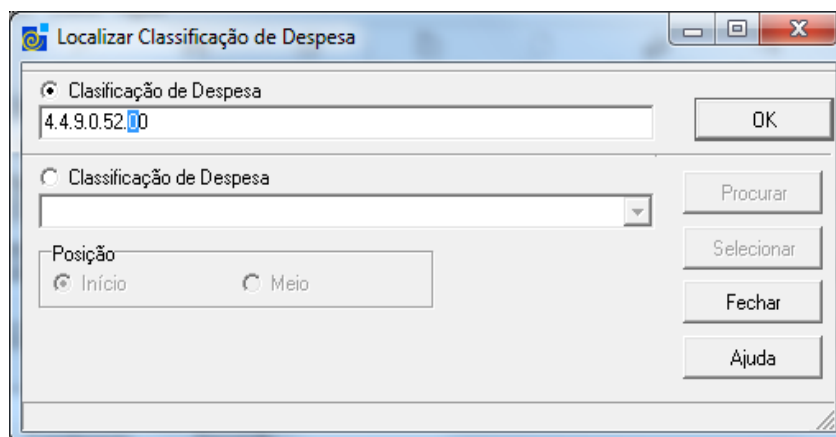 Localizar Classificação de Despesa
Clasificação de Despesa
4.4.9.0.52.00
OK
Classificação de Despesa
Procurar
Posição
Selecionar
Início
Meio
Fechar
Ajuda